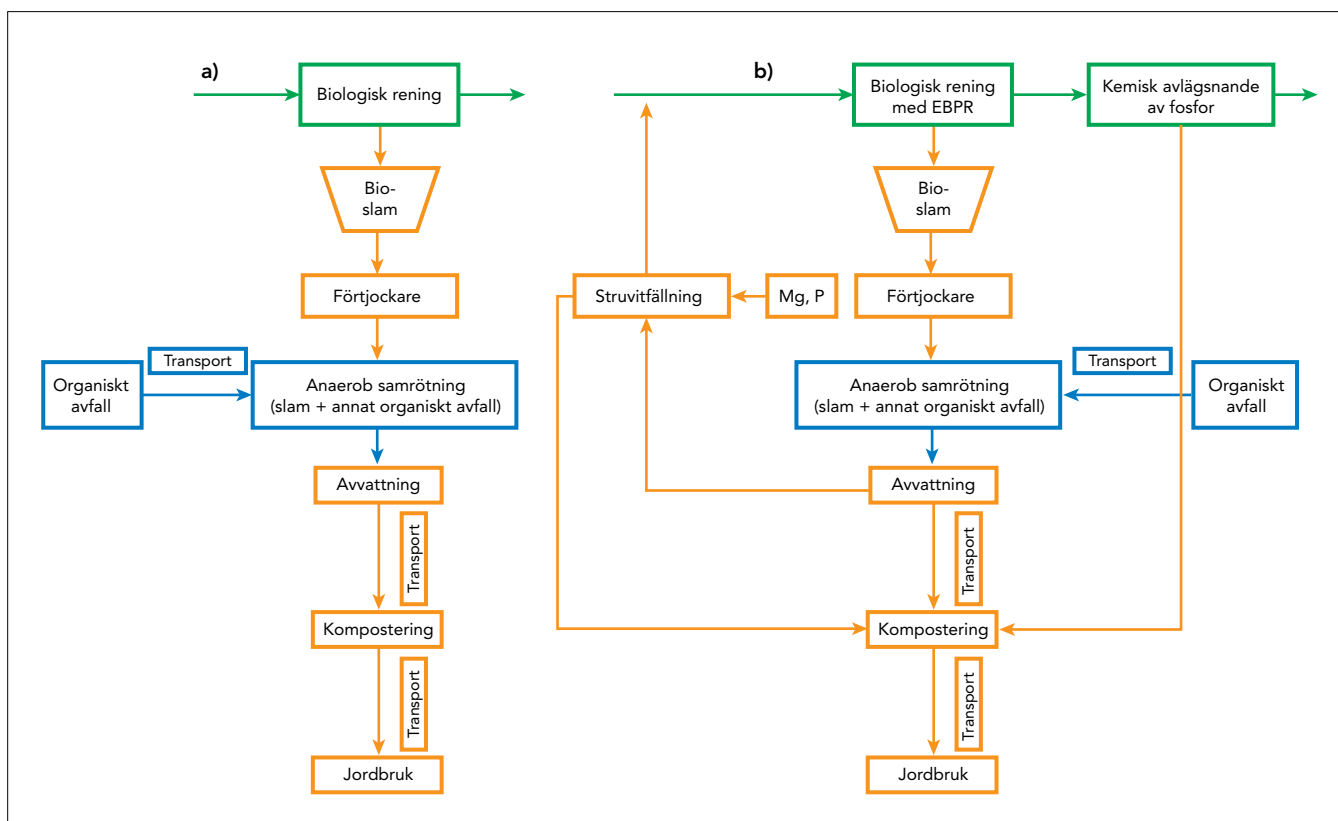 a)
Biologisk rening
Bio-
slam
Förtjockare
Transport
Organiskt
avfall
Anaerob samrötning
(slam + annat organiskt avfall)
Avvattning
Transport
Kompostering
Transport
Jordbruk
b)
Biologisk rening
med EBPR
Kemisk avlägsnande
av fosfor
Bio-
slam
Struvitfällning
Mg, P
Förtjockare
Transport
Anaerob samrötning
(slam + annat organiskt avfall)
Organiskt
avfall
Avvattning
Transport
Kompostering
Transport
Jordbruk